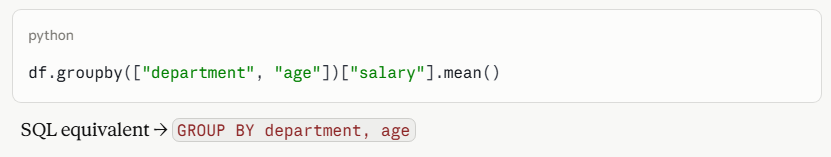 python
df.groupby(["department", "age"])["salary"].mean()
SQL equivalent → GROUP BY department, age